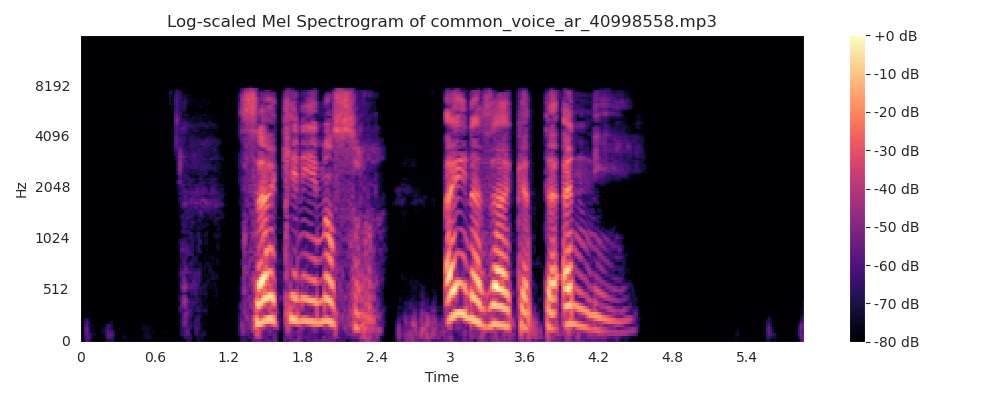 Log-scaled Mel Spectrogram of common_voice_ar_40998558.mp3
+0 dB
8192
-10 dB
4096
-20 dB
-30 dB
Hz
2048
-40 dB
1024
-50 dB
512
-60 dB
-70 dB
0
-80 dB
0 0.6 1.2 1.8 2.4 3 3.6 4.2 4.8 5.4
Time